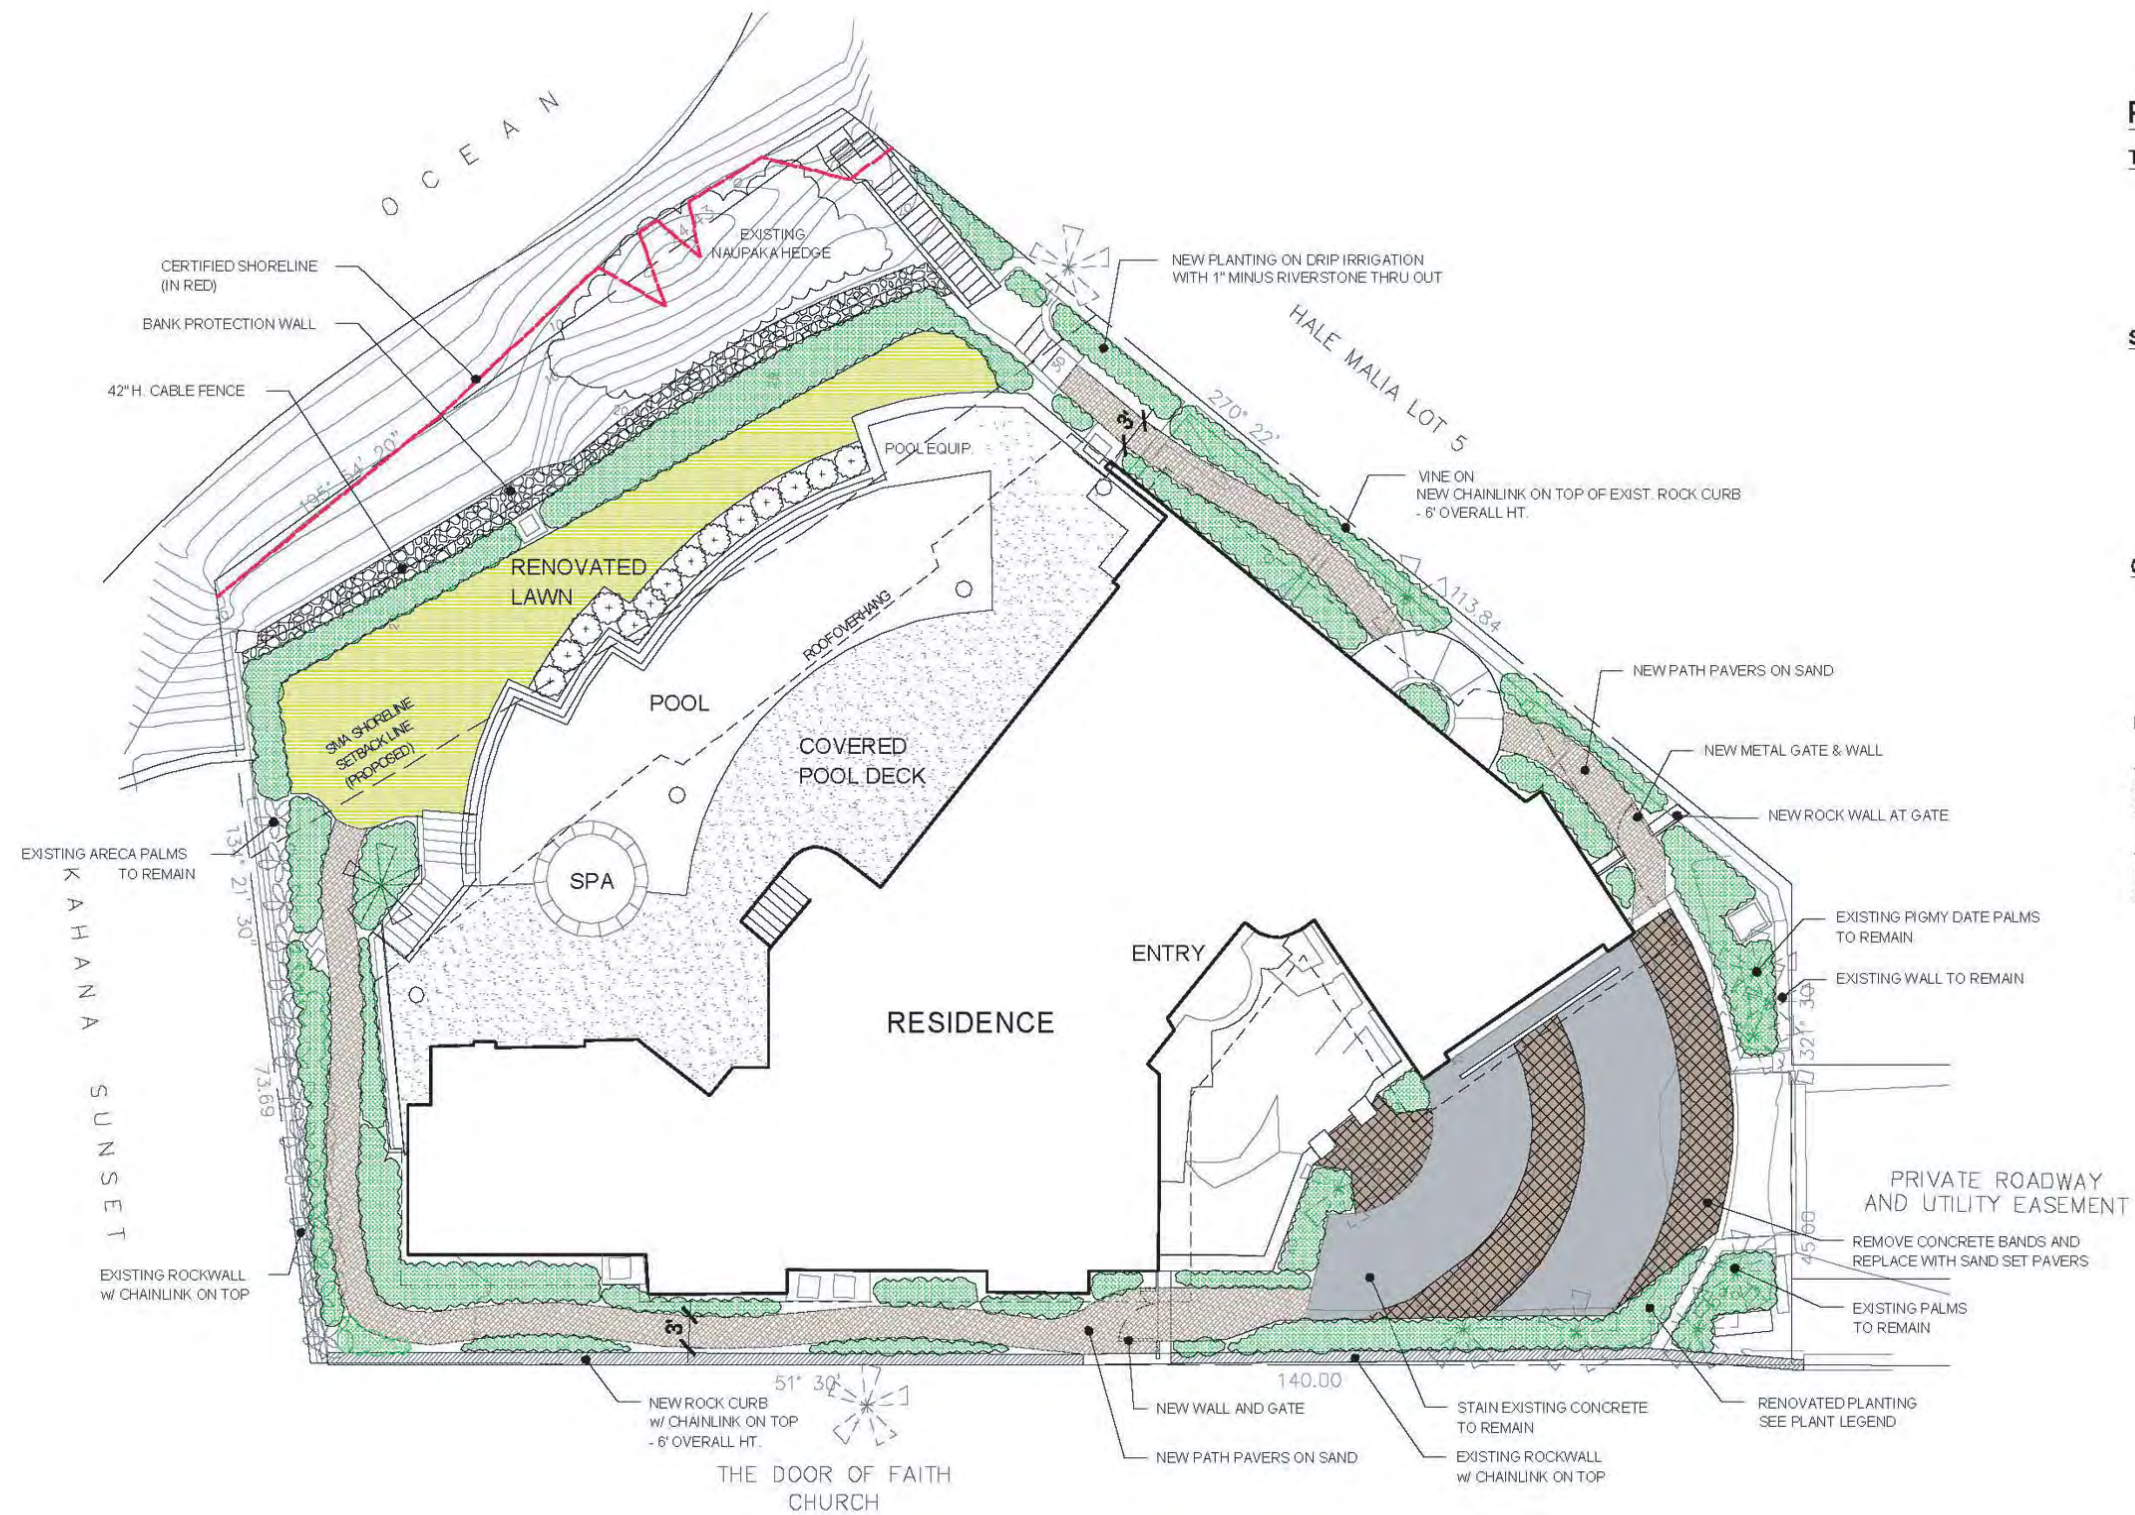 OCEAN
CERTIFIED SHORELINE
(IN RED)
BANK PROTECTION WALL
42" H. CABLE FENCE
EXISTING
NAUPAKA HEDGE
NEW PLANTING ON DRIP IRRIGATION
WITH 1" MINUS RIVERSTONE THRU OUT
HALE MALIA LOT 5
270° 22'
113.84
VINE ON
NEW CHAINLINK ON TOP OF EXIST. ROCK CURB
- 6' OVERALL HT.
POOL EQUIP.
3'
RENOVATED
LAWN
ROOF OVERHANG
POOL
SMA SHORELINE
SETBACK LINE
(PROPOSED)
COVERED
POOL DECK
SPA
NEW PATH PAVERS ON SAND
NEW METAL GATE & WALL
NEW ROCK WALL AT GATE
EXISTING ARECA PALMS
TO REMAIN
KAHANA SUNSET
73.69
ENTRY
RESIDENCE
EXISTING PIGMY DATE PALMS
TO REMAIN
EXISTING WALL TO REMAIN
321° 30'
PRIVATE ROADWAY
AND UTILITY EASEMENT
45.00
REMOVE CONCRETE BANDS AND
REPLACE WITH SAND SET PAVERS
EXISTING PALMS
TO REMAIN
EXISTING ROCKWALL
w/ CHAINLINK ON TOP
3'
51° 30'
140.00
NEW ROCK CURB
w/ CHAINLINK ON TOP
- 6' OVERALL HT.
NEW WALL AND GATE
NEW PATH PAVERS ON SAND
STAIN EXISTING CONCRETE
TO REMAIN
EXISTING ROCKWALL
w/ CHAINLINK ON TOP
RENOVATED PLANTING
SEE PLANT LEGEND
THE DOOR OF FAITH
CHURCH